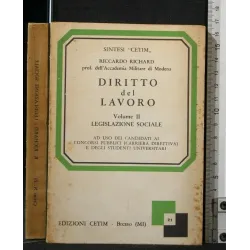 SINTESI "CETIM"
RICCARDO RICHARD
prof. dell'Accademia Militare di Modena
DIRITTO
del
LAVORO
Volume II
LEGISLAZIONE SOCIALE
AD USO DEI CANDIDATI AI
CONCORSI PUBBLICI (CARRIERA DIRETTIVA)
E DEGLI STUDENTI UNIVERSITARI
EDIZIONI CETIM - Bresso (MI)